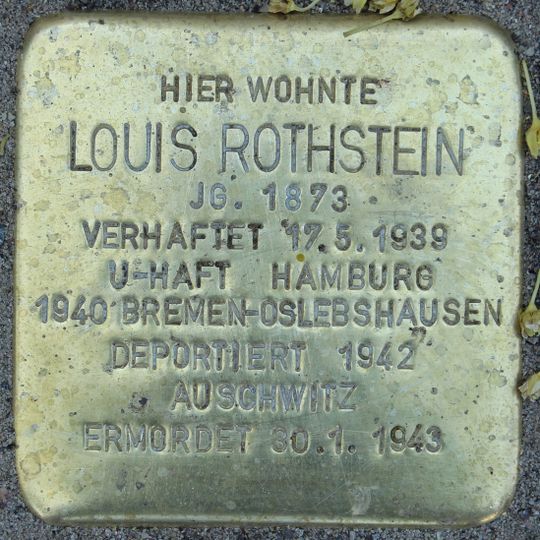 HIER WOHNTE
LOUIS ROTHSTEIN
JG. 1873
VERHAFTET 17.5.1939
U-HAFT HAMBURG
1940 BREMEN-OSLEBSHAUSEN
DEPORTIERT 1942
AUSCHWITZ
ERMORDET 30.1.1943